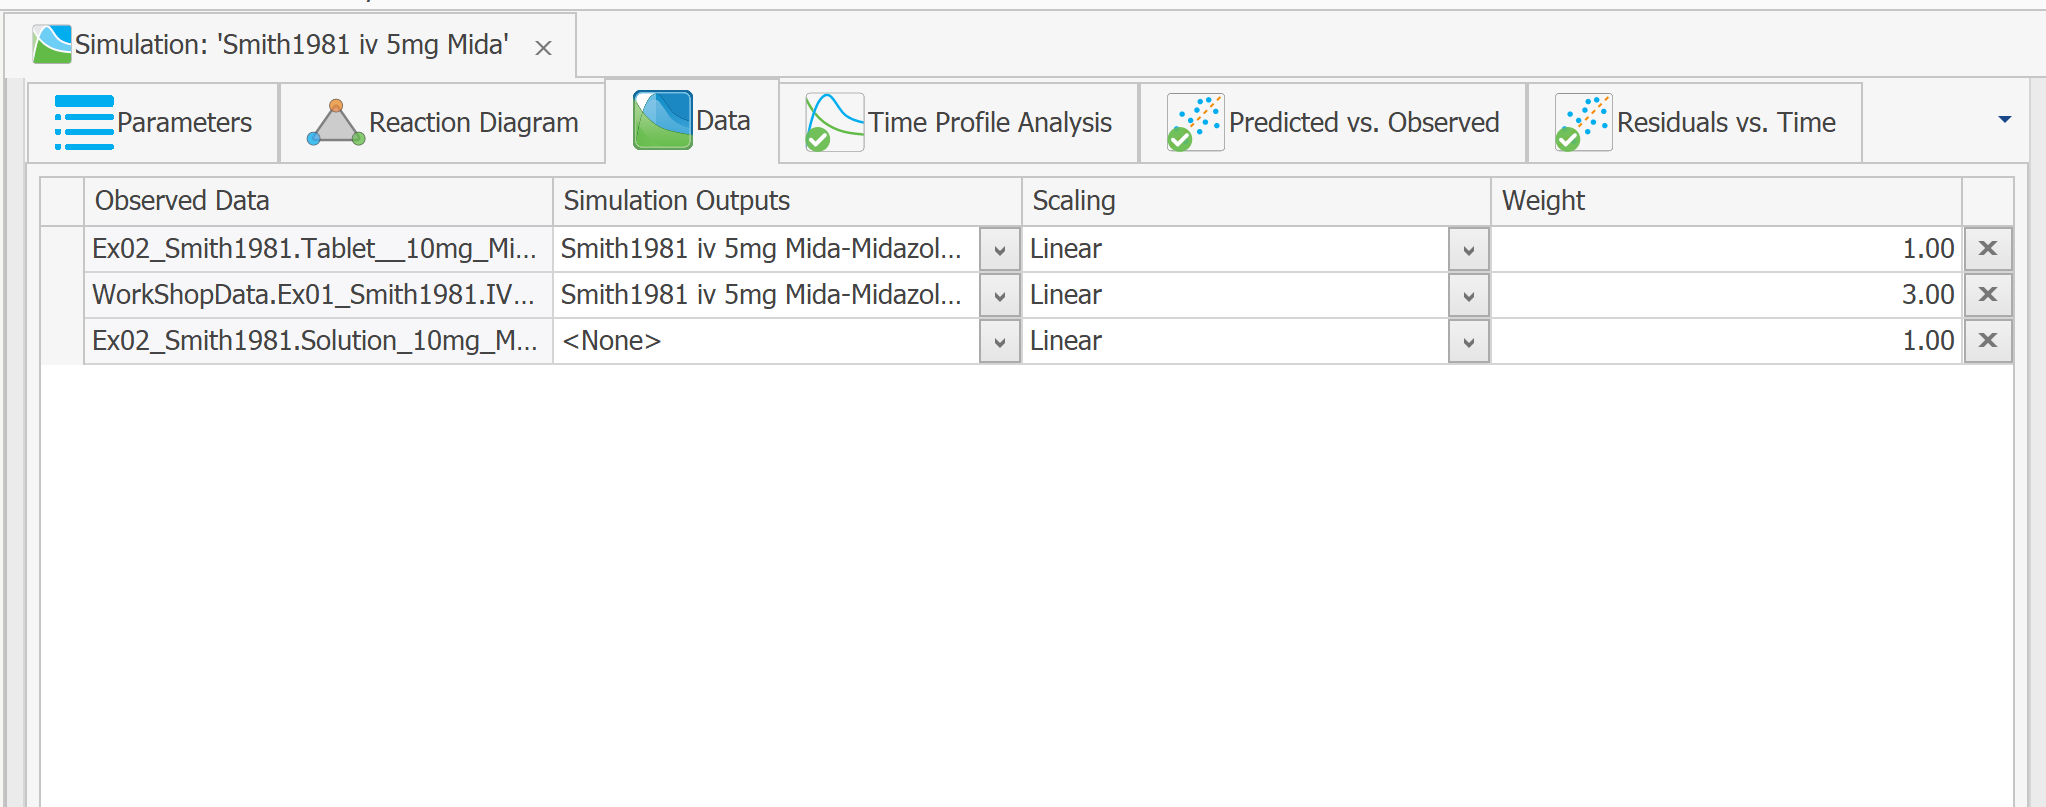 Simulation: 'Smith1981 iv 5mg Mida'
Parameters
Reaction Diagram
Data
Time Profile Analysis
Predicted vs. Observed
Residuals vs. Time
Observed Data Simulation Outputs Scaling Weight
Ex02_Smith1981.Tablet__10mg_Mi... Smith1981 iv 5mg Mida-Midazol... Linear 1.00
WorkShopData.Ex01_Smith1981.IV... Smith1981 iv 5mg Mida-Midazol... Linear 3.00
Ex02_Smith1981.Solution_10mg_M... <None> Linear 1.00